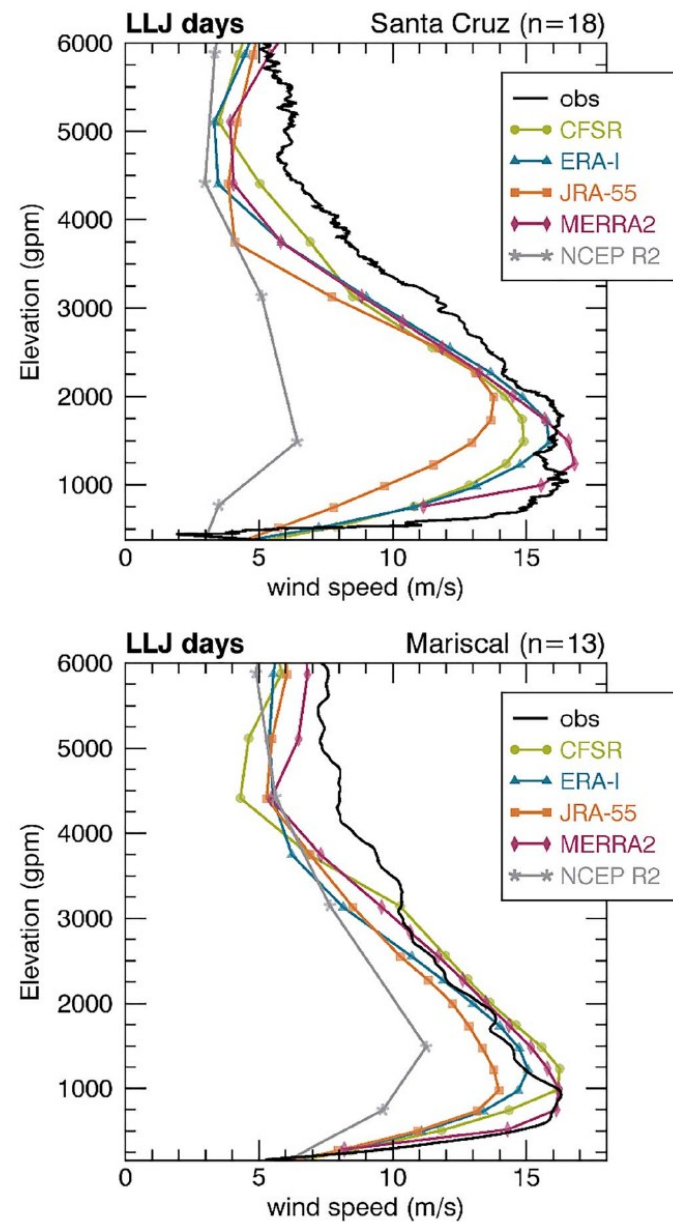 LLJ days Santa Cruz (n=18)
6000
5000
4000
3000
2000
1000
Elevation (gpm)
obs
CFSR
ERA-I
JRA-55
MERRA2
NCEP R2
0 5 10 15
wind speed (m/s)
LLJ days Mariscal (n=13)
6000
5000
4000
3000
2000
1000
Elevation (gpm)
obs
CFSR
ERA-I
JRA-55
MERRA2
NCEP R2
0 5 10 15
wind speed (m/s)